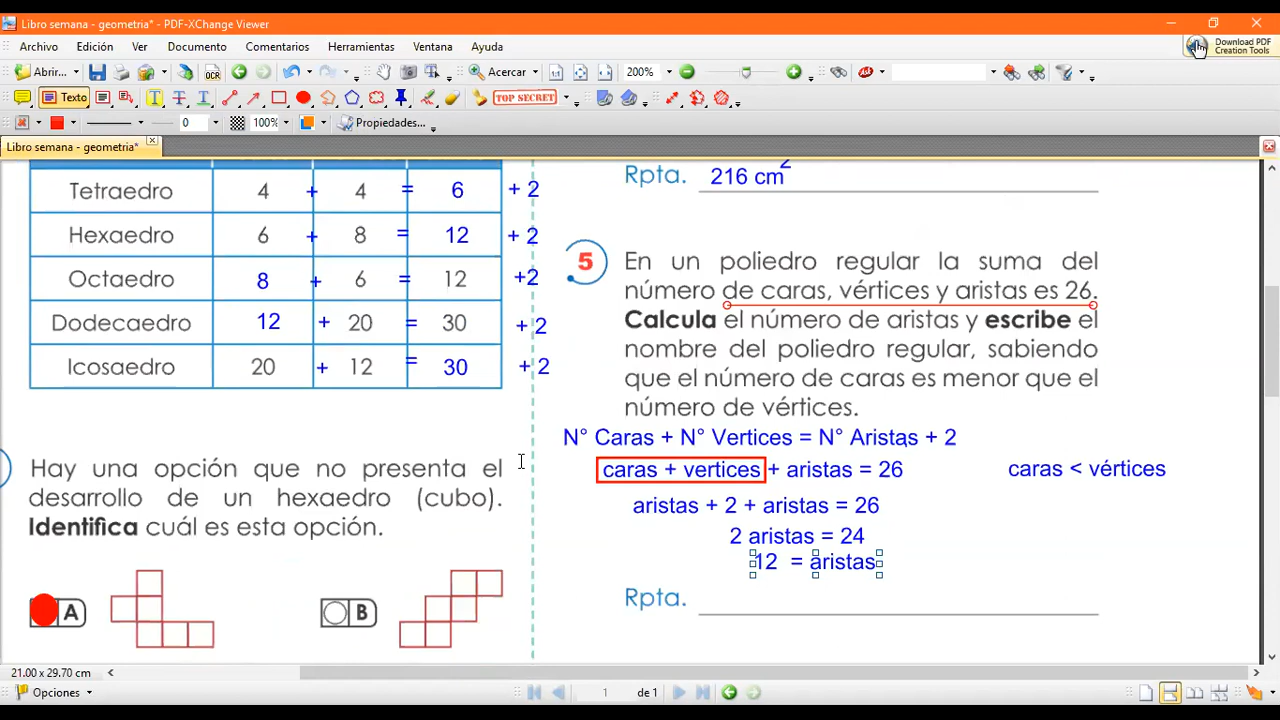 Libro semana - geometria* - PDF-XChange Viewer
Archivo Edición Ver Documento Comentarios Herramientas Ventana Ayuda
Download PDF
Creation Tools
Abrir... OCR Acercar 200%
Texto TOP SECRET
0 100% Propiedades...
Libro semana - geometria*
Tetraedro 4 + 4 = 6 + 2
Hexaedro 6 + 8 = 12 + 2
Octaedro 8 + 6 = 12 +2
Dodecaedro 12 + 20 = 30 + 2
Icosaedro 20 + 12 = 30 + 2
Hay una opción que no presenta el
desarrollo de un hexaedro (cubo).
Identifica cuál es esta opción.
A
B
Rpta. 216 cm²
5
En un poliedro regular la suma del
número de caras, vértices y aristas es 26.
Calcula el número de aristas y escribe el
nombre del poliedro regular, sabiendo
que el número de caras es menor que el
número de vértices.
N° Caras + N° Vertices = N° Aristas + 2
caras + vertices + aristas = 26
caras < vértices
aristas + 2 + aristas = 26
2 aristas = 24
12 = aristas
Rpta.
21.00 x 29.70 cm
Opciones 1 de 1